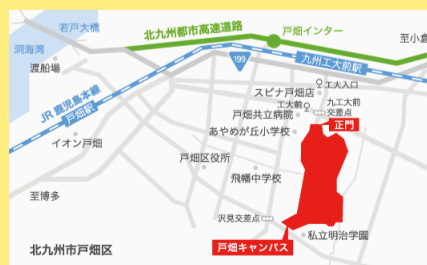 若戸大橋
北九州都市高速道路
戸畑インター
洞海湾
渡船場
199
九州工大前駅
至小倉
JR 鹿児島本線
戸畑駅
スピナ戸畑店
工大入口
工大前
九工大前
交差点
戸畑共立病院
正門
イオン戸畑
あやめが丘小学校
戸畑区役所
飛幡中学校
至博多
沢見交差点
私立明治学園
北九州市戸畑区
戸畑キャンパス